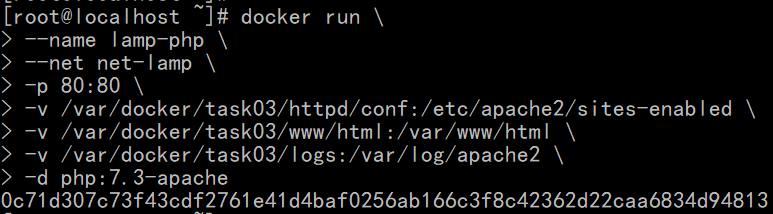 [root@localhost ~]# docker run \
> --name lamp-php \
> --net net-lamp \
> -p 80:80 \
> -v /var/docker/task03/httpd/conf:/etc/apache2/sites-enabled \
> -v /var/docker/task03/www/html:/var/www/html \
> -v /var/docker/task03/logs:/var/log/apache2 \
> -d php:7.3-apache
0c71d307c73f43cdf2761e41d4baf0256ab166c3f8c42362d22caa6834d94813